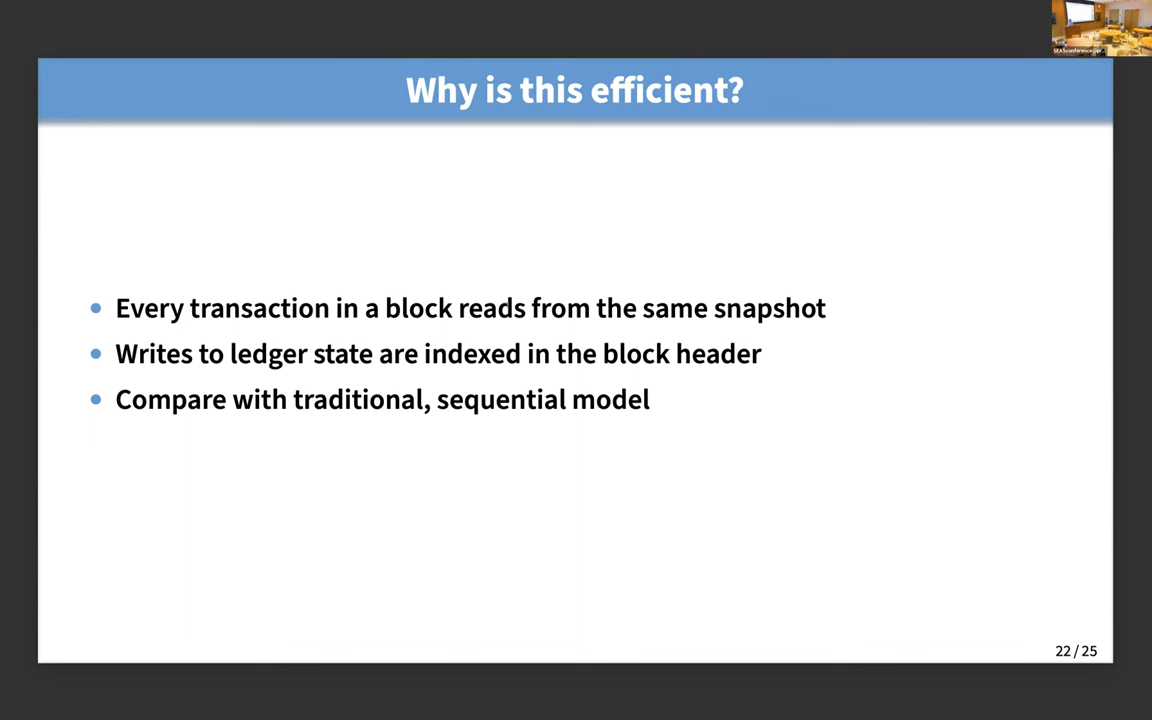 Why is this efficient?
Every transaction in a block reads from the same snapshot
Writes to ledger state are indexed in the block header
Compare with traditional, sequential model
22 / 25